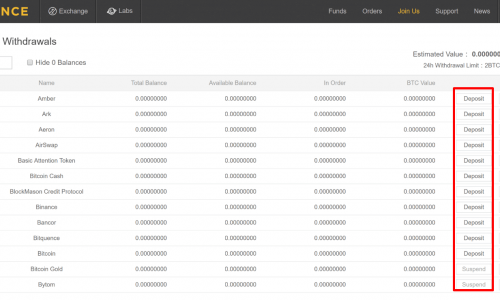 NCE Exchange Labs Funds Orders Join Us Support News
Withdrawals
Estimated Value : 0.000000
Hide 0 Balances
24h Withdrawal Limit : 2BTC
Name Total Balance Available Balance In Order BTC Value
Amber 0.00000000 0.00000000 0.00000000 0.00000000 Deposit
Ark 0.00000000 0.00000000 0.00000000 0.00000000 Deposit
Aeron 0.00000000 0.00000000 0.00000000 0.00000000 Deposit
AirSwap 0.00000000 0.00000000 0.00000000 0.00000000 Deposit
Basic Attention Token 0.00000000 0.00000000 0.00000000 0.00000000 Deposit
Bitcoin Cash 0.00000000 0.00000000 0.00000000 0.00000000 Deposit
BlockMason Credit Protocol 0.00000000 0.00000000 0.00000000 0.00000000 Deposit
Binance 0.00000000 0.00000000 0.00000000 0.00000000 Deposit
Bancor 0.00000000 0.00000000 0.00000000 0.00000000 Deposit
Bitquence 0.00000000 0.00000000 0.00000000 0.00000000 Deposit
Bitcoin 0.00000000 0.00000000 0.00000000 0.00000000 Deposit
Bitcoin Gold 0.00000000 0.00000000 0.00000000 0.00000000 Suspend
Bytom 0.00000000 0.00000000 0.00000000 0.00000000 Suspend